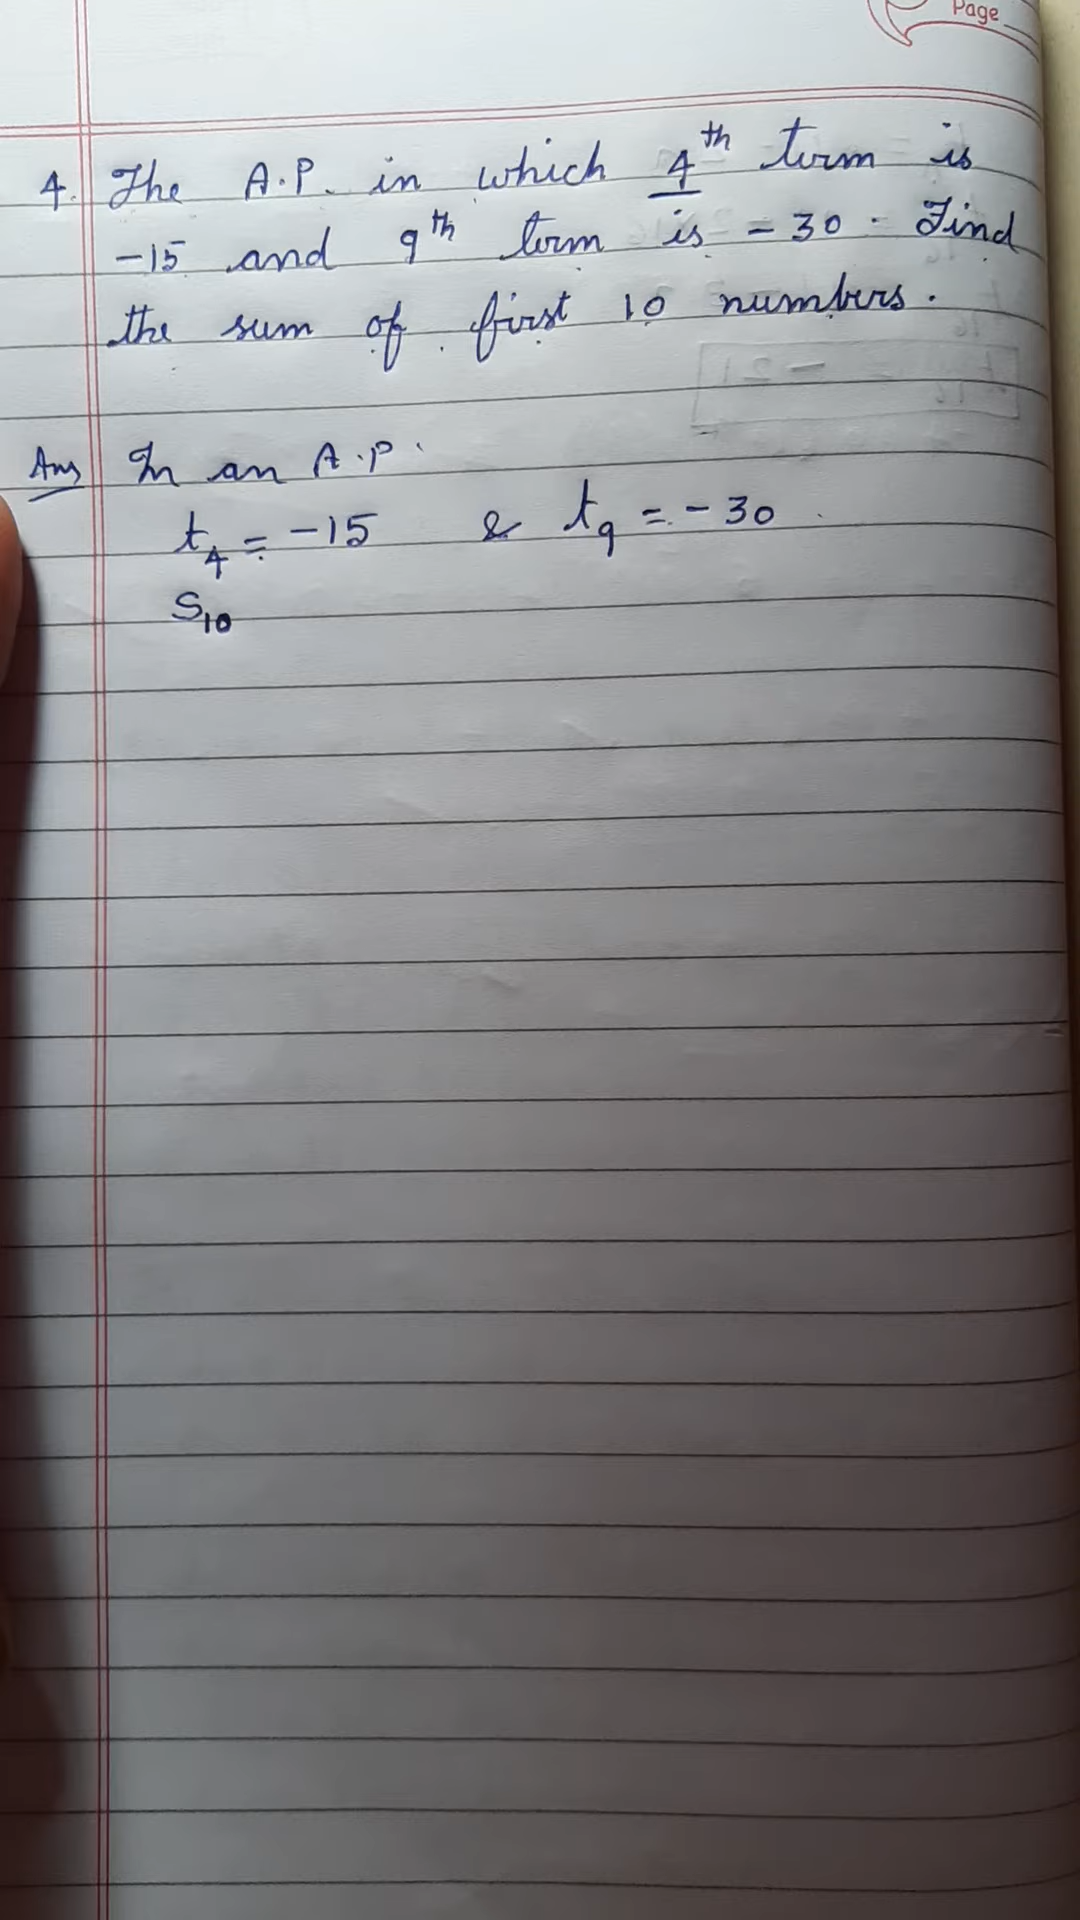 Page
4. The A.P. in which 4th term is
-15 and 9th term is -30. Find
the sum of first 10 numbers.
Ans In an A.P.
t4 = -15 & t9 = -30
S10